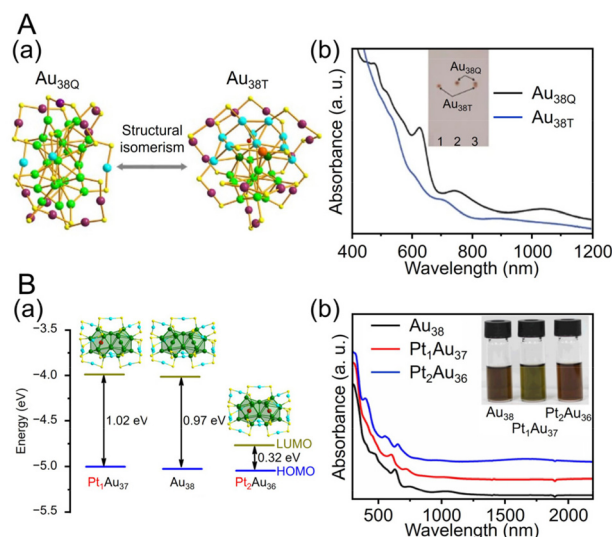 A
(a)
Au38Q
Au38T
Structural
isomerism
(b)
Absorbance (a. u.)
Au38Q
Au38T
1 2 3
Au38Q
Au38T
400 600 800 1000 1200
Wavelength (nm)
B
(a)
Energy (eV)
−3.5
−4.0
−4.5
−5.0
−5.5
1.02 eV
0.97 eV
0.32 eV
LUMO
HOMO
Pt1Au37
Au38
Pt2Au36
(b)
Absorbance (a. u.)
Au38
Pt1Au37
Pt2Au36
Au38
Pt2Au36
Pt1Au37
500 1000 1500 2000
Wavelength (nm)